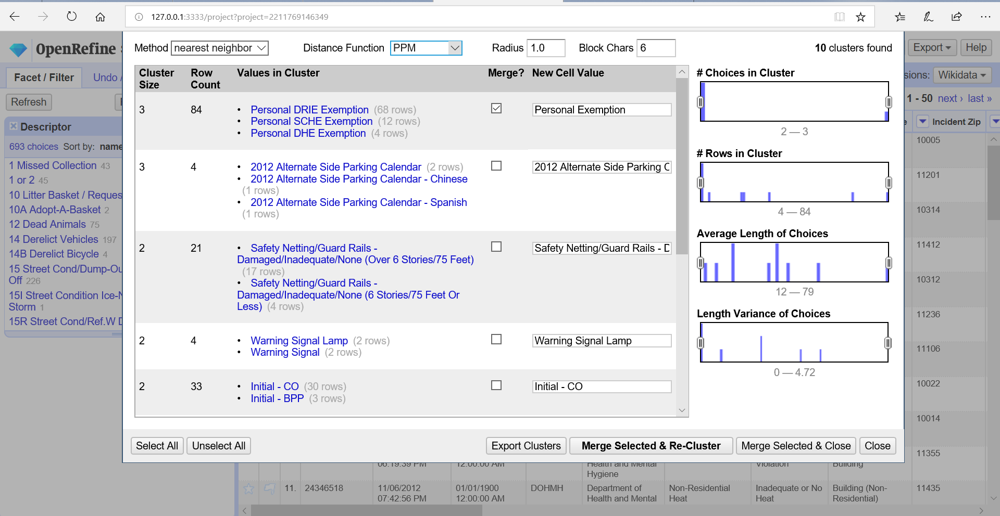 127.0.0.1:3333/project?project=2211769146349
OpenRefine
Export
Help
Method nearest neighbor Distance Function PPM Radius 1.0 Block Chars 6 10 clusters found
Facet / Filter Undo /
Refresh
Descriptor
693 choices Sort by: name
1 Missed Collection 43
1 or 2 45
10 Litter Basket / Reques
10A Adopt-A-Basket 2
12 Dead Animals 75
14 Derelict Vehicles 197
14B Derelict Bicycle 4
15 Street Cond/Dump-Ou
Off 226
15I Street Condition Ice-
Storm 1
15R Street Cond/Ref.W
Cluster Size Row Count Values in Cluster Merge? New Cell Value
3 84 • Personal DRIE Exemption (68 rows) Personal Exemption
• Personal SCHE Exemption (12 rows)
• Personal DHE Exemption (4 rows)
3 4 • 2012 Alternate Side Parking Calendar (2 rows) 2012 Alternate Side Parking C
• 2012 Alternate Side Parking Calendar - Chinese
(1 rows)
• 2012 Alternate Side Parking Calendar - Spanish
(1 rows)
2 21 • Safety Netting/Guard Rails - Safety Netting/Guard Rails - D
Damaged/Inadequate/None (Over 6 Stories/75 Feet)
(17 rows)
• Safety Netting/Guard Rails -
Damaged/Inadequate/None (6 Stories/75 Feet Or
Less) (4 rows)
2 4 • Warning Signal Lamp (2 rows) Warning Signal Lamp
• Warning Signal (2 rows)
2 33 • Initial - CO (30 rows) Initial - CO
• Initial - BPP (3 rows)
# Choices in Cluster
2 — 3
# Rows in Cluster
4 — 84
Average Length of Choices
12 — 79
Length Variance of Choices
0 — 4.72
Select All Unselect All Export Clusters Merge Selected & Re-Cluster Merge Selected & Close Close
sions: Wikidata
1 - 50 next › last »
Incident Zip
10005
11201
10314
11412
10312
11236
11106
10022
10014
11355
06:19:39 PM 12:00:00 AM Health and Mental Violation Building
Hygiene
11. 24346518 11/06/2012 01/01/1900 DOHMH Department of Non-Residential Inadequate or No Building (Non- 11435
07:42:56 PM 12:00:00 AM Health and Mental Heat Heat Residential)